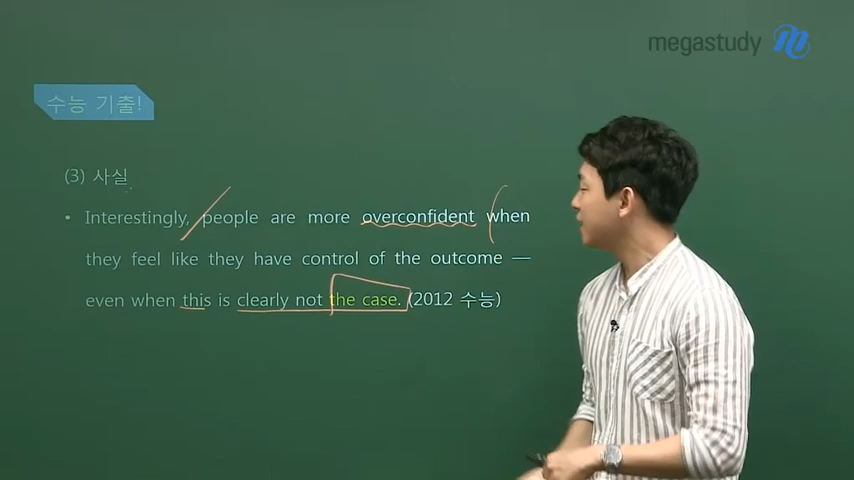 megastudy
수능 기출!
(3) 사실
• Interestingly, people are more overconfident when
they feel like they have control of the outcome —
even when this is clearly not the case. (2012 수능)